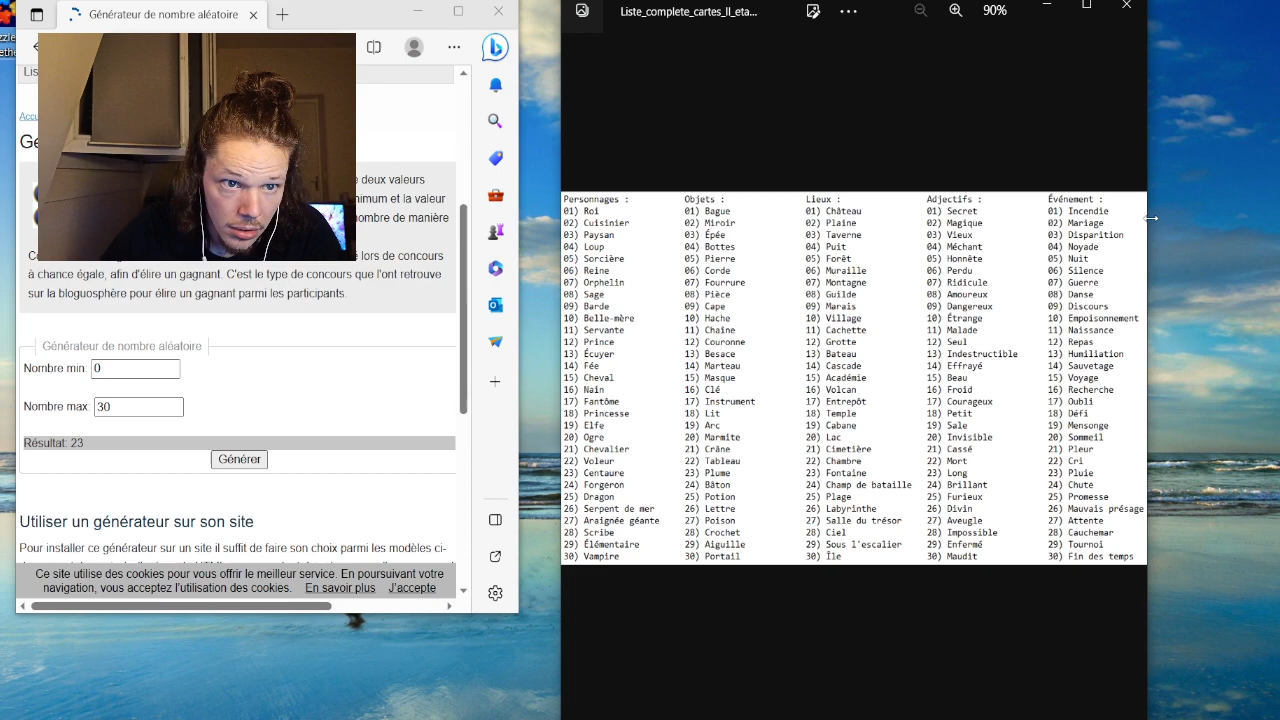 Générateur de nombre aléatoire
Lis
Accu
Gé
e deux valeurs
nimum et la valeur
nombre de manière
é lors de concours
à chance égale, afin d'élire un gagnant. C'est le type de concours que l'ont retrouve
sur la bloguosphère pour élire un gagnant parmi les participants.
Générateur de nombre aléatoire
Nombre min: 0
Nombre max: 30
Résultat: 23
Générer
Utiliser un générateur sur son site
Pour installer ce générateur sur un site il suffit de faire son choix parmi les modèles ci-
Ce site utilise des cookies pour vous offrir le meilleur service. En poursuivant votre
navigation, vous acceptez l'utilisation des cookies. En savoir plus J'accepte
Liste_complete_cartes_Il_eta... 90%
Personnages : Objets : Lieux : Adjectifs : Événement :
01) Roi 01) Bague 01) Château 01) Secret 01) Incendie
02) Cuisinier 02) Miroir 02) Plaine 02) Magique 02) Mariage
03) Paysan 03) Épée 03) Taverne 03) Vieux 03) Disparition
04) Loup 04) Bottes 04) Puit 04) Méchant 04) Noyade
05) Sorcière 05) Pierre 05) Forêt 05) Honnête 05) Nuit
06) Reine 06) Corde 06) Muraille 06) Perdu 06) Silence
07) Orphelin 07) Fourrure 07) Montagne 07) Ridicule 07) Guerre
08) Sage 08) Pièce 08) Guilde 08) Amoureux 08) Danse
09) Barde 09) Cape 09) Marais 09) Dangereux 09) Discours
10) Belle-mère 10) Hache 10) Village 10) Étrange 10) Empoisonnement
11) Servante 11) Chaîne 11) Cachette 11) Malade 11) Naissance
12) Prince 12) Couronne 12) Grotte 12) Seul 12) Repas
13) Écuyer 13) Besace 13) Bateau 13) Indestructible 13) Humiliation
14) Fée 14) Marteau 14) Cascade 14) Effrayé 14) Sauvetage
15) Cheval 15) Masque 15) Académie 15) Beau 15) Voyage
16) Nain 16) Clé 16) Volcan 16) Froid 16) Recherche
17) Fantôme 17) Instrument 17) Entrepôt 17) Courageux 17) Oubli
18) Princesse 18) Lit 18) Temple 18) Petit 18) Défi
19) Elfe 19) Arc 19) Cabane 19) Sale 19) Mensonge
20) Ogre 20) Marmite 20) Lac 20) Invisible 20) Sommeil
21) Chevalier 21) Crâne 21) Cimetière 21) Cassé 21) Pleur
22) Voleur 22) Tableau 22) Chambre 22) Mort 22) Cri
23) Centaure 23) Plume 23) Fontaine 23) Long 23) Pluie
24) Forgeron 24) Bâton 24) Champ de bataille 24) Brillant 24) Chute
25) Dragon 25) Potion 25) Plage 25) Furieux 25) Promesse
26) Serpent de mer 26) Lettre 26) Labyrinthe 26) Divin 26) Mauvais présage
27) Araignée géante 27) Poison 27) Salle du trésor 27) Aveugle 27) Attente
28) Scribe 28) Crochet 28) Ciel 28) Impossible 28) Cauchemar
29) Élémentaire 29) Aiguille 29) Sous l'escalier 29) Enfermé 29) Tournoi
30) Vampire 30) Portail 30) Île 30) Maudit 30) Fin des temps